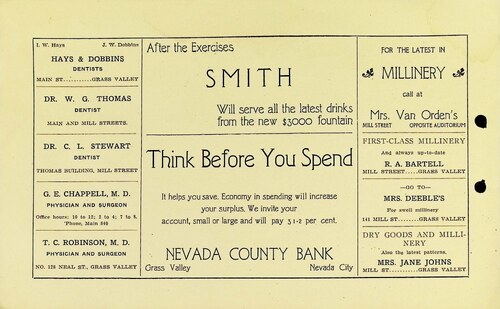 I. W. Hays J. W. Dobbins
HAYS & DOBBINS
DENTISTS
MAIN ST..........GRASS VALLEY
DR. W. G. THOMAS
DENTIST
MAIN AND MILL STREETS.
DR. C. L. STEWART
DENTIST
THOMAS BUILDING, MILL STREET
G. E. CHAPPELL, M. D.
PHYSICIAN AND SURGEON
Office hours: 10 to 12; 2 to 4; 7 to 8.
'Phone, Main 846
T. C. ROBINSON, M. D.
PHYSICIAN AND SURGEON
NO. 128 NEAL ST., GRASS VALLEY
After the Exercises
SMITH
Will serve all the latest drinks
from the new $3000 fountain
Think Before You Spend
It helps you save. Economy in spending will increase
your surplus. We invite your
account, small or large and will pay 3 1-2 per cent.
NEVADA COUNTY BANK
Grass Valley Nevada City
FOR THE LATEST IN
MILLINERY
call at
Mrs. Van Orden's
MILL STREET OPPOSITE AUDITORIUM
FIRST-CLASS MILLINERY
And always up-to-date
R. A. BARTELL
MILL STREET.....GRASS VALLEY
—GO TO—
MRS. DEEBLE'S
For swell millinery
141 MILL ST......GRASS VALLEY
DRY GOODS AND MILLI-
NERY
Also the latest patterns.
MRS. JANE JOHNS
MILL ST..........GRASS VALLEY